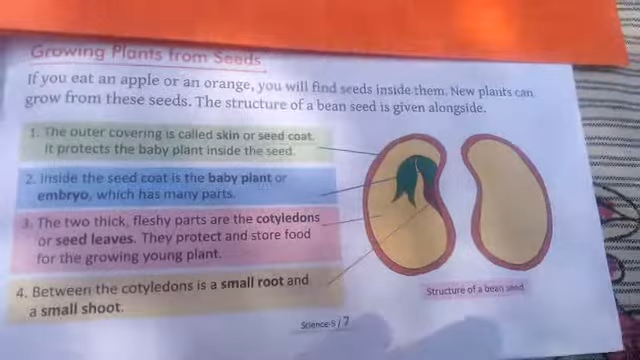 Growing Plants from Seeds
If you eat an apple or an orange, you will find seeds inside them. New plants can
grow from these seeds. The structure of a bean seed is given alongside.
1. The outer covering is called skin or seed coat.
It protects the baby plant inside the seed.
2. Inside the seed coat is the baby plant or
embryo, which has many parts.
3. The two thick, fleshy parts are the cotyledons
or seed leaves. They protect and store food
for the growing young plant.
4. Between the cotyledons is a small root and
a small shoot.
Structure of a bean seed
Science-5 / 7